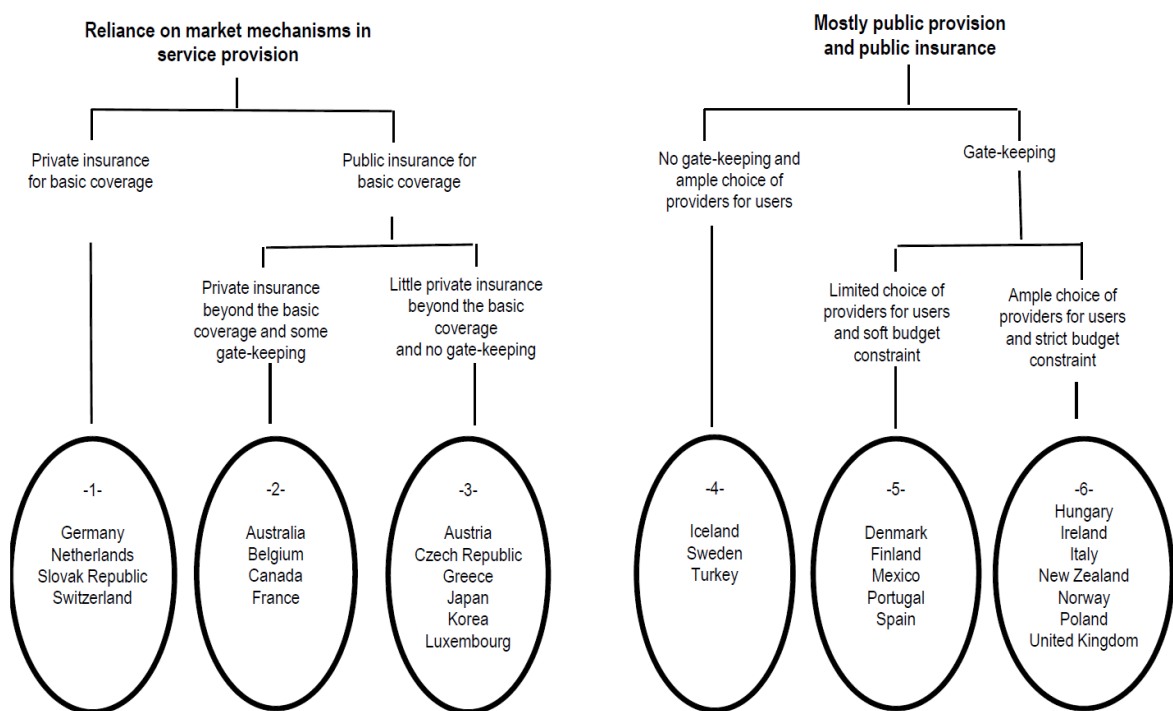 Reliance on market mechanisms in
service provision
Mostly public provision
and public insurance
Private insurance
for basic coverage
Public insurance for
basic coverage
No gate-keeping and
ample choice of
providers for users
Gate-keeping
Private insurance
beyond the basic
coverage and some
gate-keeping
Little private insurance
beyond the basic
coverage
and no gate-keeping
Limited choice of
providers for users
and soft budget
constraint
Ample choice of
providers for users
and strict budget
constraint
-1-
Germany
Netherlands
Slovak Republic
Switzerland
-2-
Australia
Belgium
Canada
France
-3-
Austria
Czech Republic
Greece
Japan
Korea
Luxembourg
-4-
Iceland
Sweden
Turkey
-5-
Denmark
Finland
Mexico
Portugal
Spain
-6-
Hungary
Ireland
Italy
New Zealand
Norway
Poland
United Kingdom